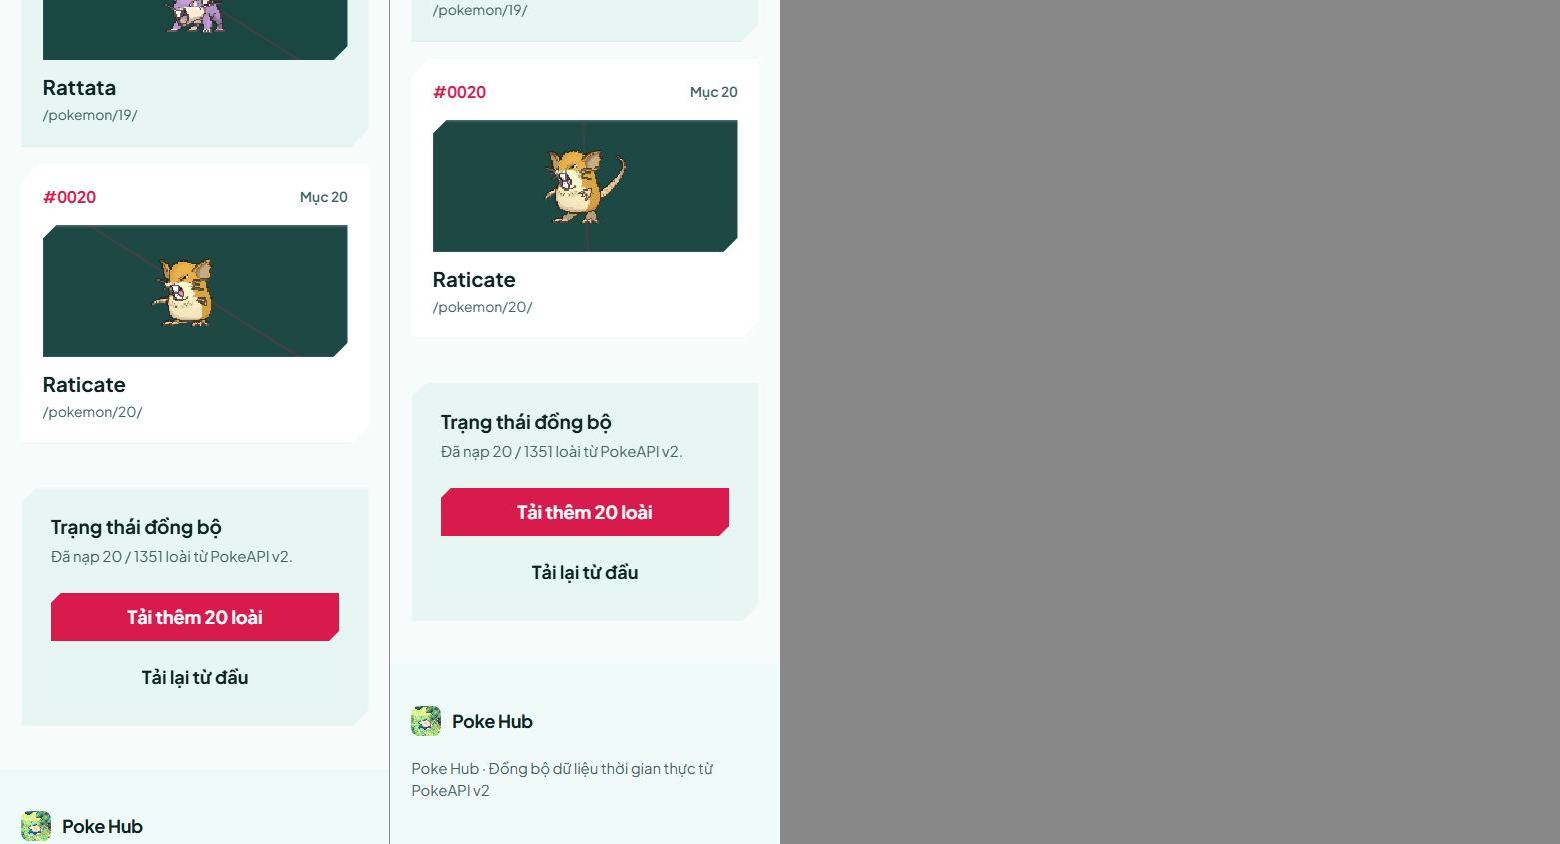 Rattata
/pokemon/19/
#0020
Mục 20
Raticate
/pokemon/20/
Trạng thái đồng bộ
Đã nạp 20 / 1351 loài từ PokeAPI v2.
Tải thêm 20 loài
Tải lại từ đầu
Poke Hub
/pokemon/19/
#0020
Mục 20
Raticate
/pokemon/20/
Trạng thái đồng bộ
Đã nạp 20 / 1351 loài từ PokeAPI v2.
Tải thêm 20 loài
Tải lại từ đầu
Poke Hub
Poke Hub · Đồng bộ dữ liệu thời gian thực từ
PokeAPI v2